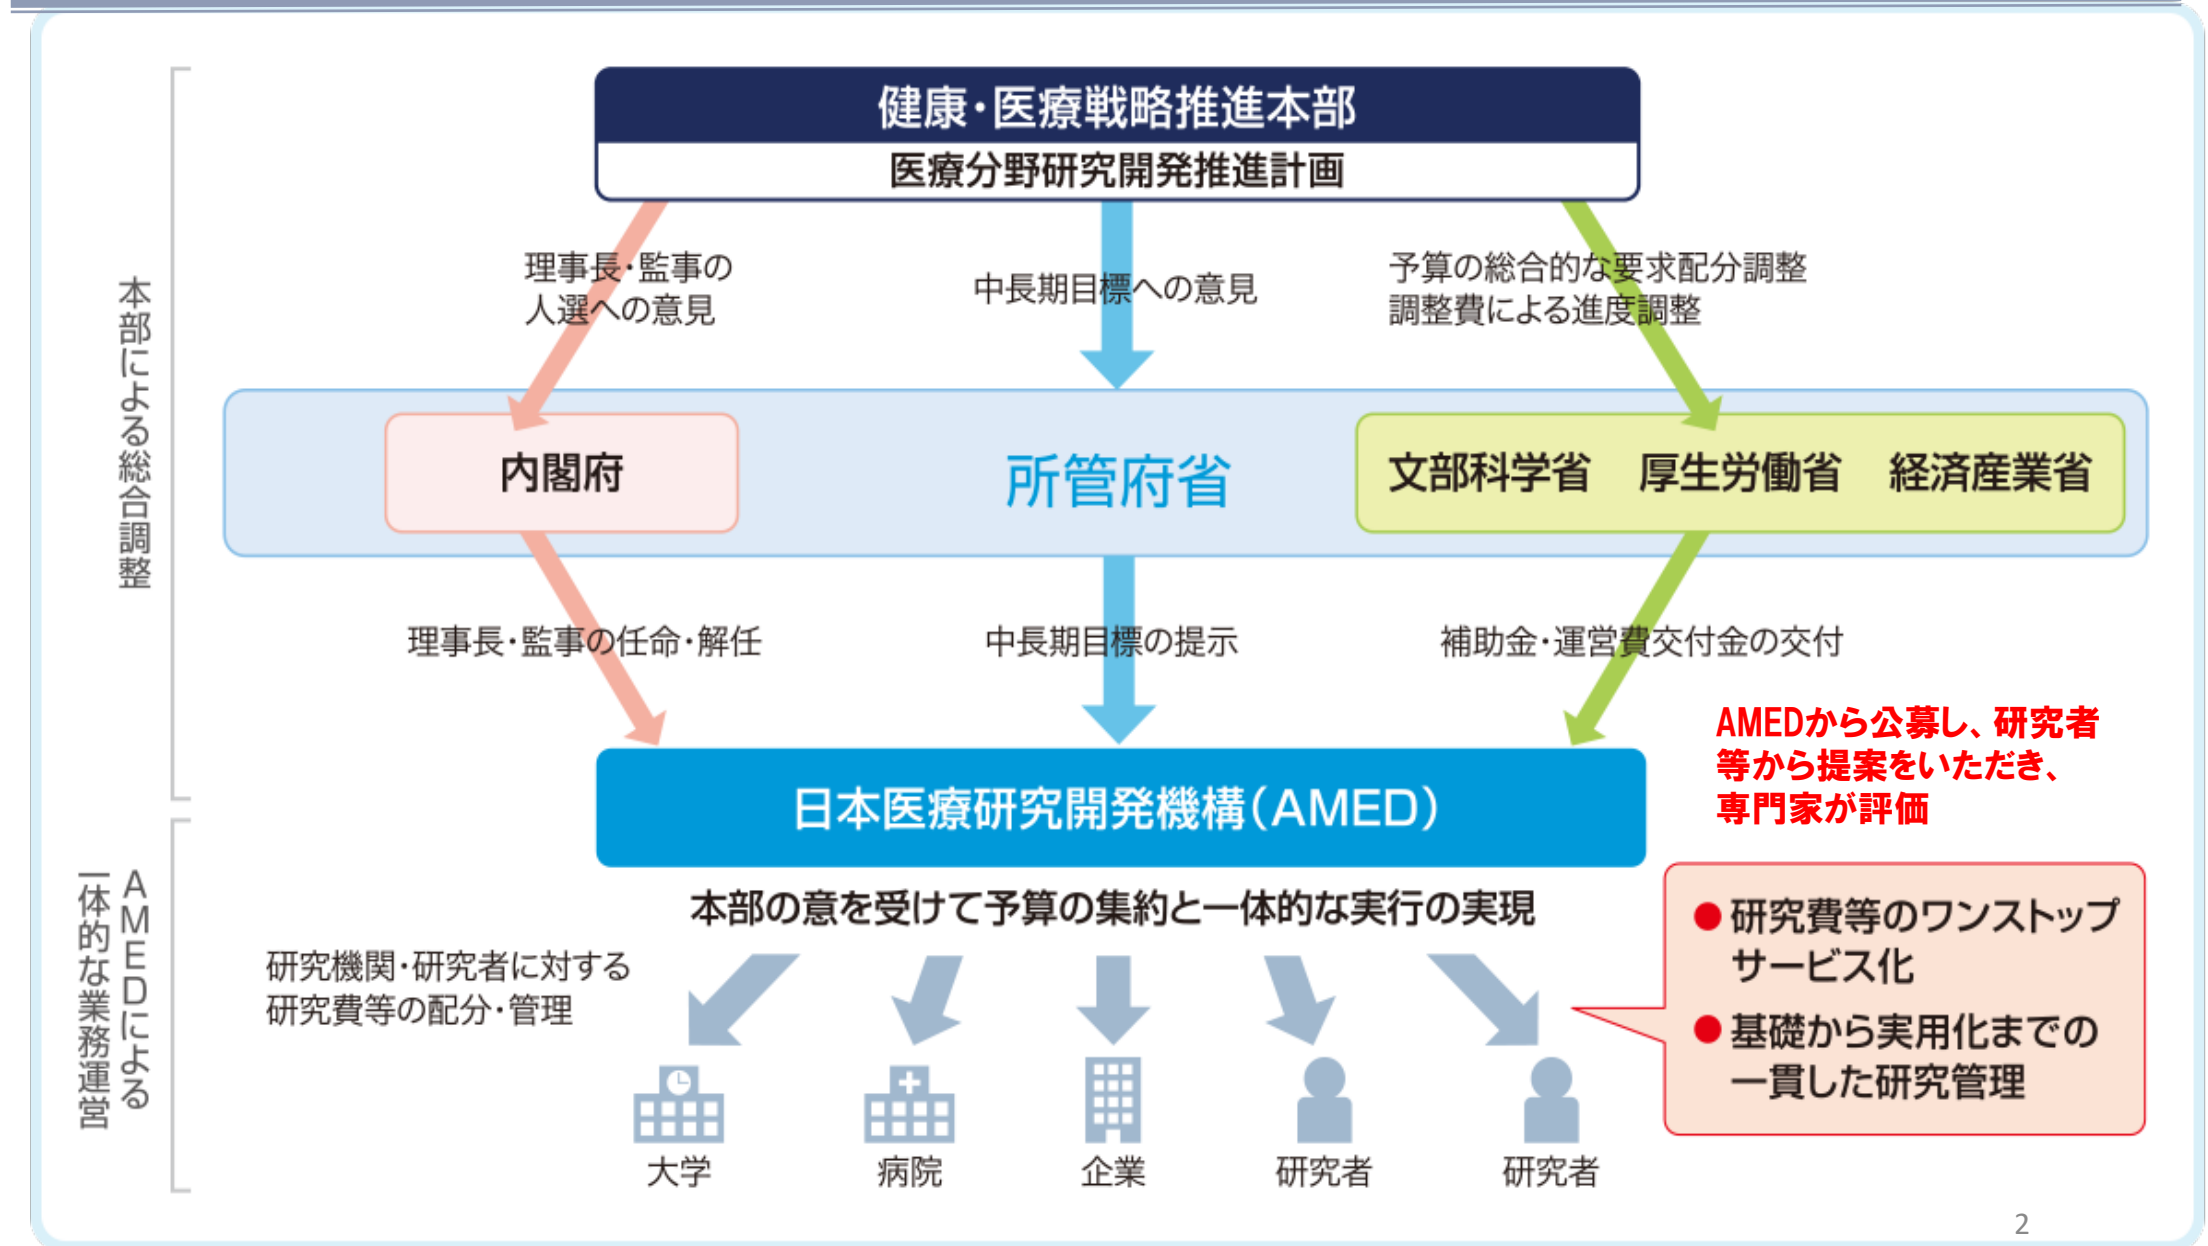 健康・医療戦略推進本部
医療分野研究開発推進計画
本部による総合調整
理事長・監事の
人選への意見
中長期目標への意見
予算の総合的な要求配分調整
調整費による進度調整
内閣府
所管府省
文部科学省 厚生労働省 経済産業省
理事長・監事の任命・解任
中長期目標の提示
補助金・運営費交付金の交付
AMEDから公募し、研究者
等から提案をいただき、
専門家が評価
日本医療研究開発機構（AMED）
AMEDによる
一体的な業務運営
本部の意を受けて予算の集約と一体的な実行の実現
研究機関・研究者に対する
研究費等の配分・管理
●研究費等のワンストップ
サービス化
●基礎から実用化までの
一貫した研究管理
大学
病院
企業
研究者
研究者
2